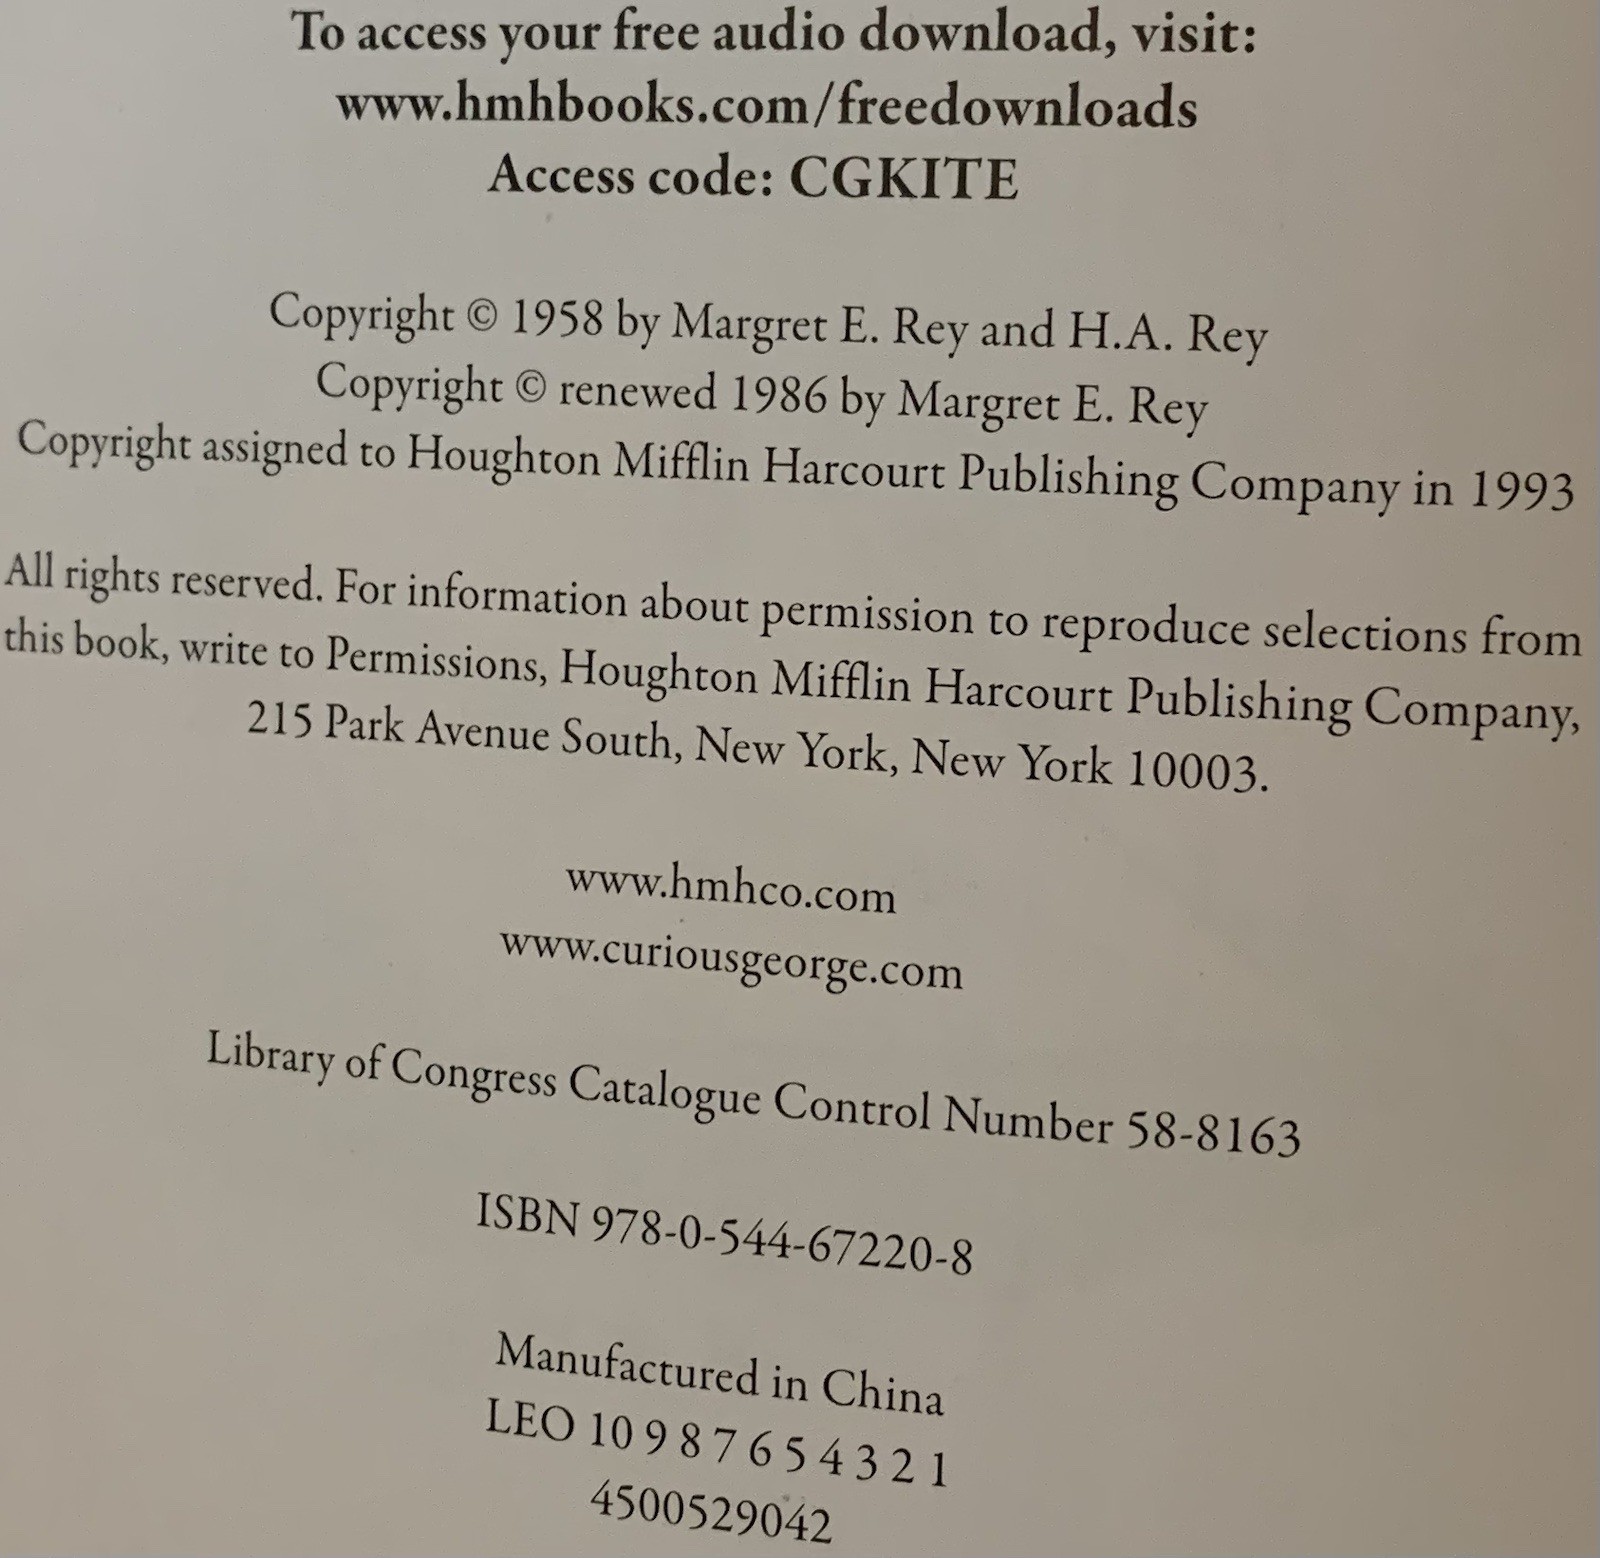 To access your free audio download, visit:
www.hmhbooks.com/freedownloads
Access code: CGKITE
Copyright © 1958 by Margret E. Rey and H.A. Rey
Copyright © renewed 1986 by Margret E. Rey
Copyright assigned to Houghton Mifflin Harcourt Publishing Company in 1993
All rights reserved. For information about permission to reproduce selections from
this book, write to Permissions, Houghton Mifflin Harcourt Publishing Company,
215 Park Avenue South, New York, New York 10003.
www.hmhco.com
www.curiousgeorge.com
Library of Congress Catalogue Control Number 58-8163
ISBN 978-0-544-67220-8
Manufactured in China
LEO 10 9 8 7 6 5 4 3 2 1
4500529042